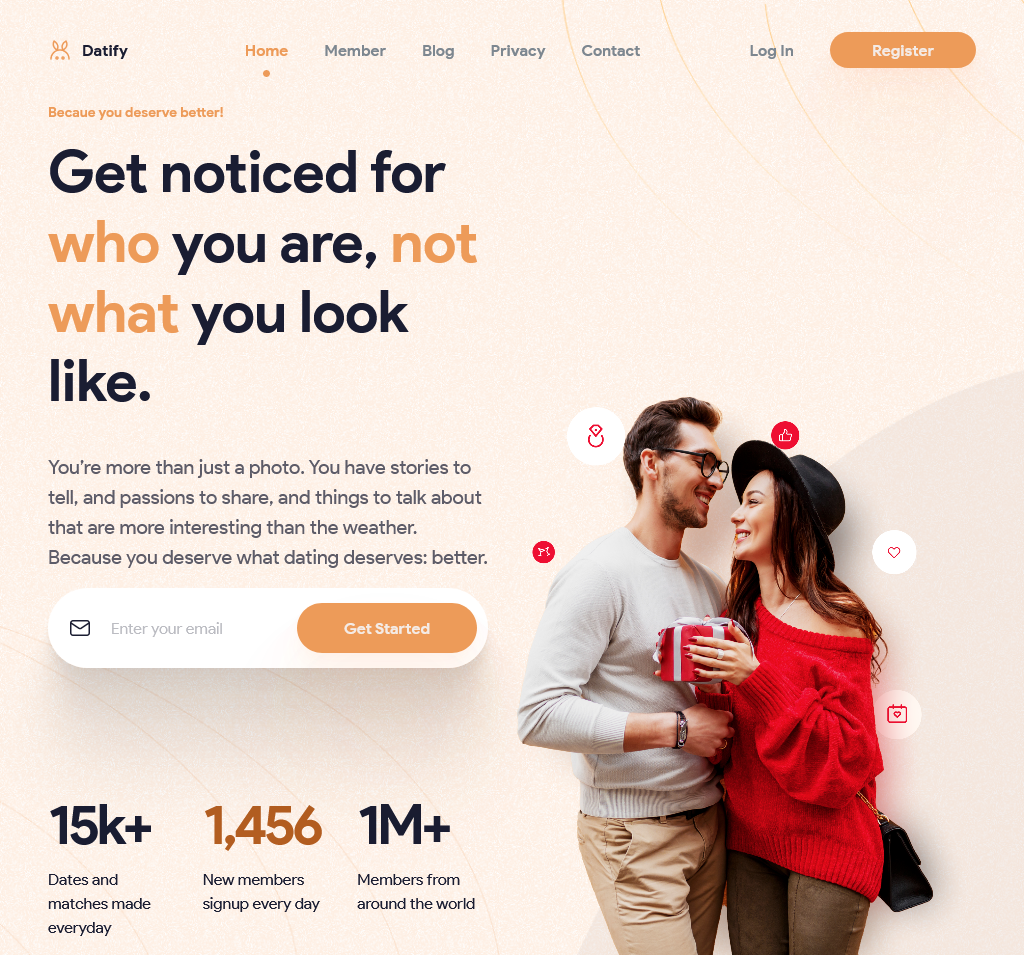 Datify
Home Member Blog Privacy Contact
Log In Register
Becaue you deserve better!
Get noticed for
who you are, not
what you look
like.
You’re more than just a photo. You have stories to
tell, and passions to share, and things to talk about
that are more interesting than the weather.
Because you deserve what dating deserves: better.
Enter your email Get Started
15k+
Dates and
matches made
everyday
1,456
New members
signup every day
1M+
Members from
around the world